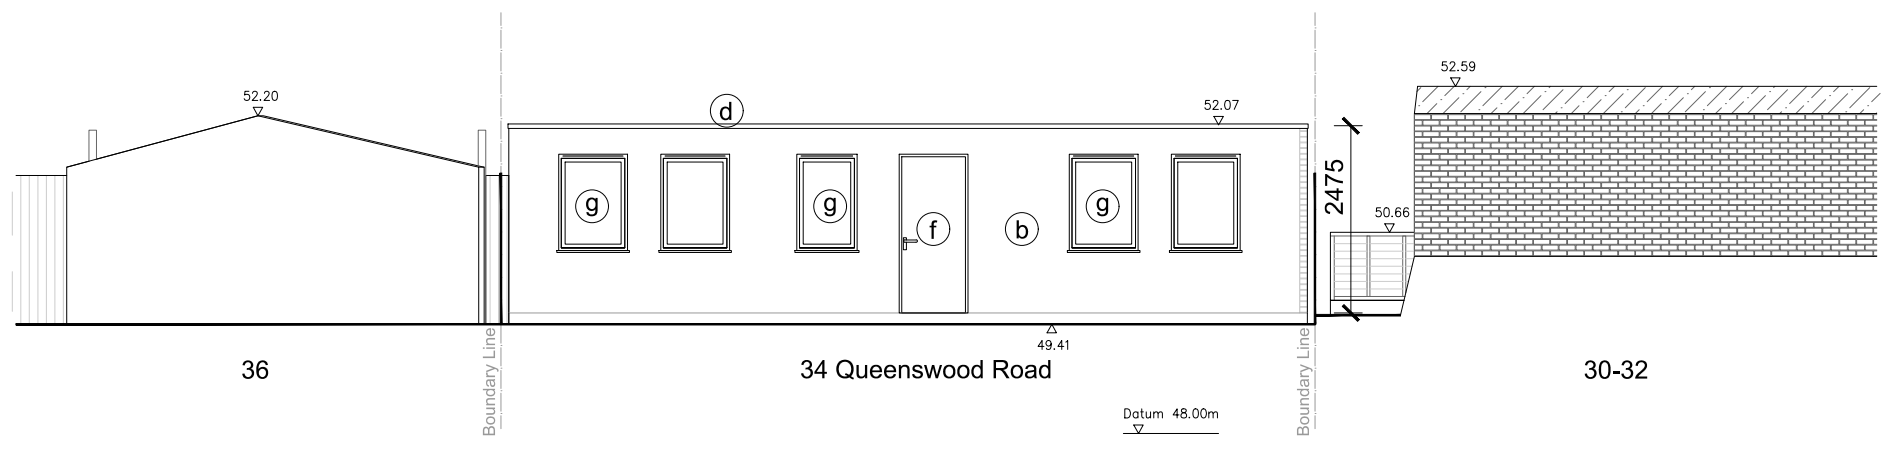 52.59
52.20
d
52.07
2475
g
g
g
50.66
f
b
49.41
36
34 Queenswood Road
30-32
Boundary Line
Boundary Line
Datum 48.00m